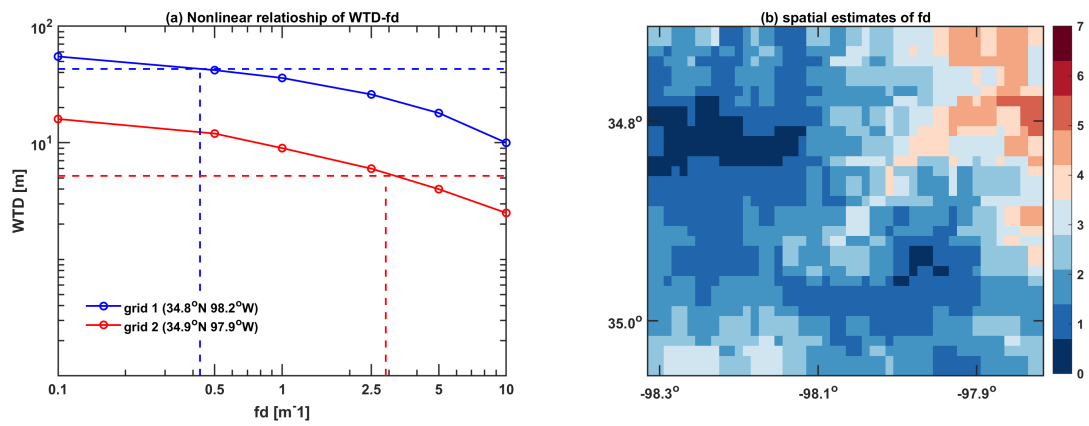 (a) Nonlinear relatioship of WTD-fd
10²
10¹
WTD [m]
grid 1 (34.8°N 98.2°W)
grid 2 (34.9°N 97.9°W)
0.1 0.5 1 2.5 5 10
fd [m⁻1]
(b) spatial estimates of fd
34.8°
35.0°
-98.3° -98.1° -97.9°
7
6
5
4
3
2
1
0